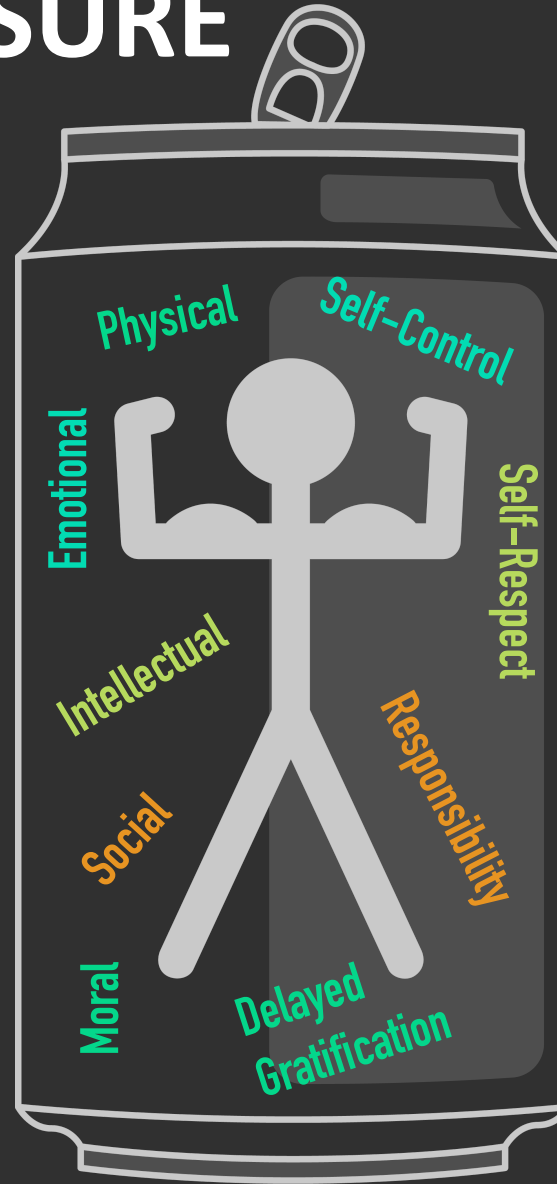 SURE
Physical
Self-Control
Emotional
Self-Respect
Intellectual
Responsibility
Social
Moral
Delayed
Gratification